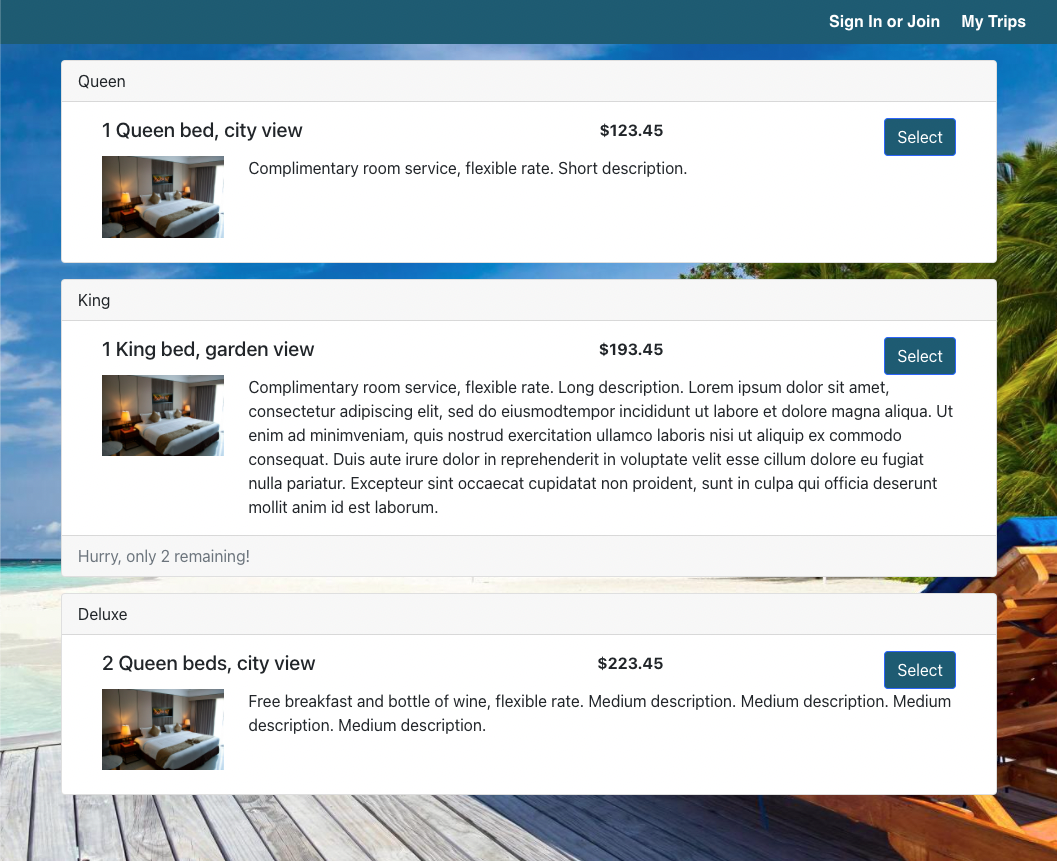 Sign In or Join My Trips
Queen
1 Queen bed, city view $123.45 Select
Complimentary room service, flexible rate. Short description.
King
1 King bed, garden view $193.45 Select
Complimentary room service, flexible rate. Long description. Lorem ipsum dolor sit amet,
consectetur adipiscing elit, sed do eiusmodtempor incididunt ut labore et dolore magna aliqua. Ut
enim ad minimveniam, quis nostrud exercitation ullamco laboris nisi ut aliquip ex commodo
consequat. Duis aute irure dolor in reprehenderit in voluptate velit esse cillum dolore eu fugiat
nulla pariatur. Excepteur sint occaecat cupidatat non proident, sunt in culpa qui officia deserunt
mollit anim id est laborum.
Hurry, only 2 remaining!
Deluxe
2 Queen beds, city view $223.45 Select
Free breakfast and bottle of wine, flexible rate. Medium description. Medium description. Medium
description. Medium description.